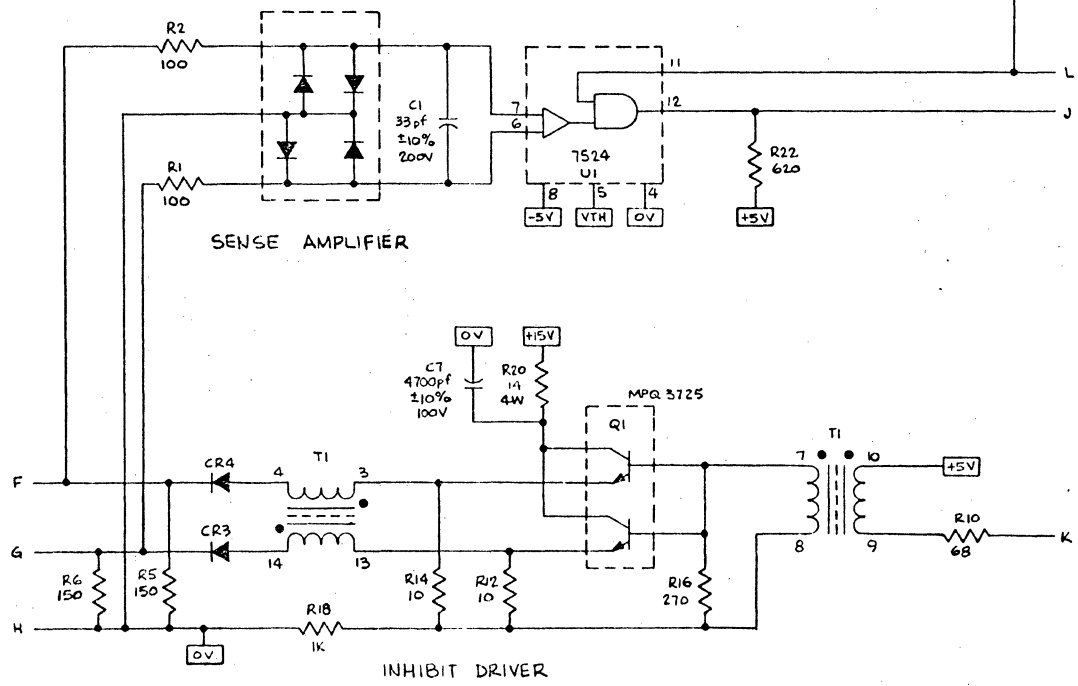 R2
100
R1
100
C1
33pf
±10%
200V
7
6
11
12
7524
U1
8
5
4
-5V
VTH
0V
L
J
R22
620
+5V
SENSE AMPLIFIER
0V
+15V
C7
4700pf
±10%
100V
R20
14
4W
MPQ 3725
Q1
T1
7
10
8
9
+5V
R10
68
K
F
G
H
CR4
CR3
4
T1
3
14
13
R6
150
R5
150
R14
10
R12
10
R16
270
R18
1K
0V
INHIBIT DRIVER